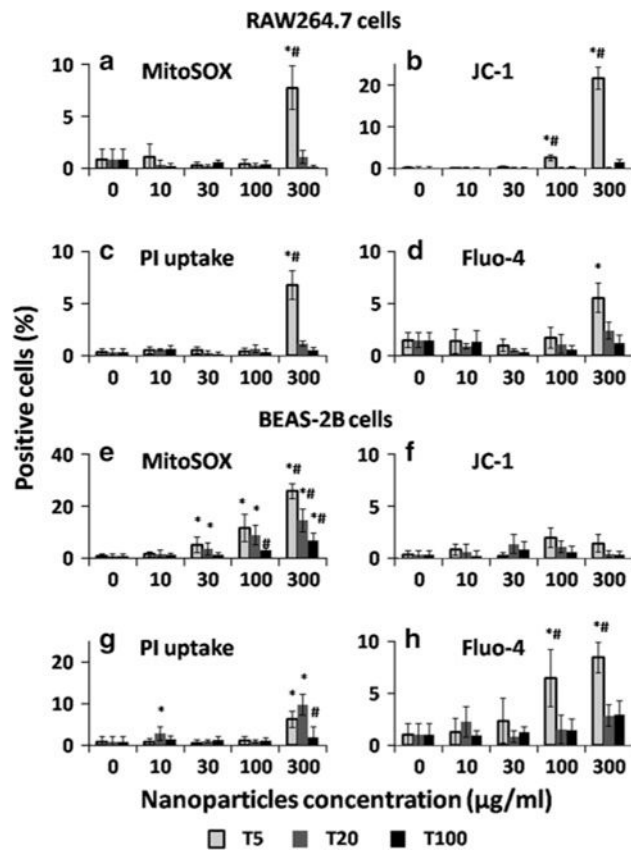 RAW264.7 cells
a MitoSOX
b JC-1
10
5
0
*#
0 10 30 100 300
20
10
0
*#
*#
0 10 30 100 300
c PI uptake
d Fluo-4
10
5
0
*#
0 10 30 100 300
10
5
0
*
0 10 30 100 300
Positive cells (%)
BEAS-2B cells
e MitoSOX
f JC-1
40
20
0
* * * * # *# *# *#
0 10 30 100 300
10
5
0
0 10 30 100 300
g PI uptake
h Fluo-4
20
10
0
* * * #
0 10 30 100 300
10
5
0
*# *#
0 10 30 100 300
Nanoparticles concentration (µg/ml)
T5 T20 T100